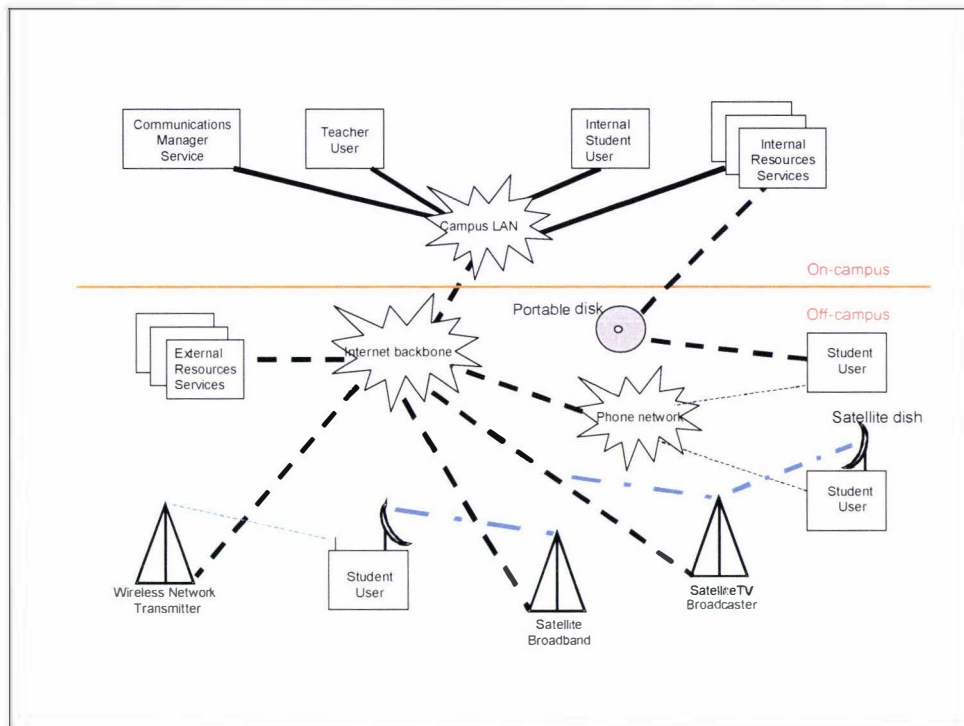 Communications
Manager
Service
Teacher
User
Internal
Student
User
Internal
Resources
Services
Campus LAN
On-campus
Portable disk
Off-campus
External
Resources
Services
Internet backbone
Student
User
Phone network
Satellite dish
Student
User
Wireless Network
Transmitter
Student
User
Satellite
Broadband
SatelliteTV
Broadcaster